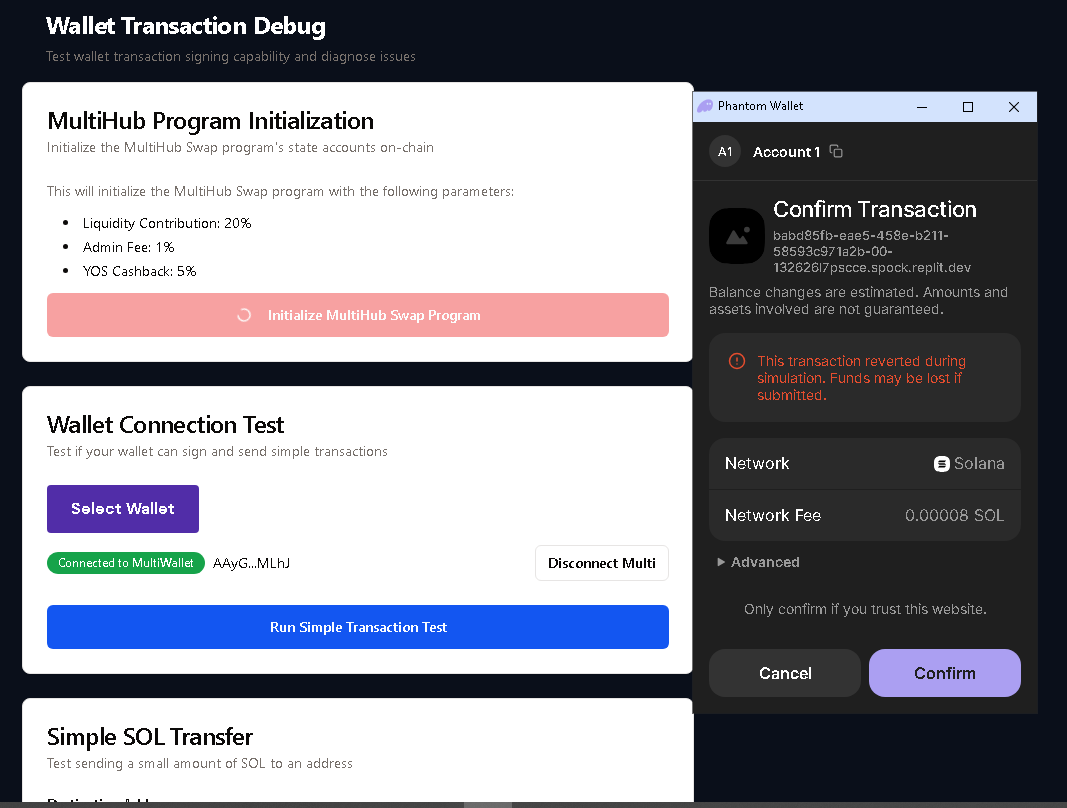 Wallet Transaction Debug
Test wallet transaction signing capability and diagnose issues
MultiHub Program Initialization
Initialize the MultiHub Swap program's state accounts on-chain
This will initialize the MultiHub Swap program with the following parameters:
• Liquidity Contribution: 20%
• Admin Fee: 1%
• YOS Cashback: 5%
Initialize MultiHub Swap Program
Wallet Connection Test
Test if your wallet can sign and send simple transactions
Select Wallet
Connected to MultiWallet AAyG...MLhJ
Disconnect Multi
Run Simple Transaction Test
Simple SOL Transfer
Test sending a small amount of SOL to an address
Phantom Wallet
A1 Account 1
Confirm Transaction
babd85fb-eae5-458e-b211-
58593c971a2b-00-
132626l7pscce.spock.replit.dev
Balance changes are estimated. Amounts and
assets involved are not guaranteed.
This transaction reverted during
simulation. Funds may be lost if
submitted.
Network Solana
Network Fee 0.00008 SOL
Advanced
Only confirm if you trust this website.
Cancel Confirm